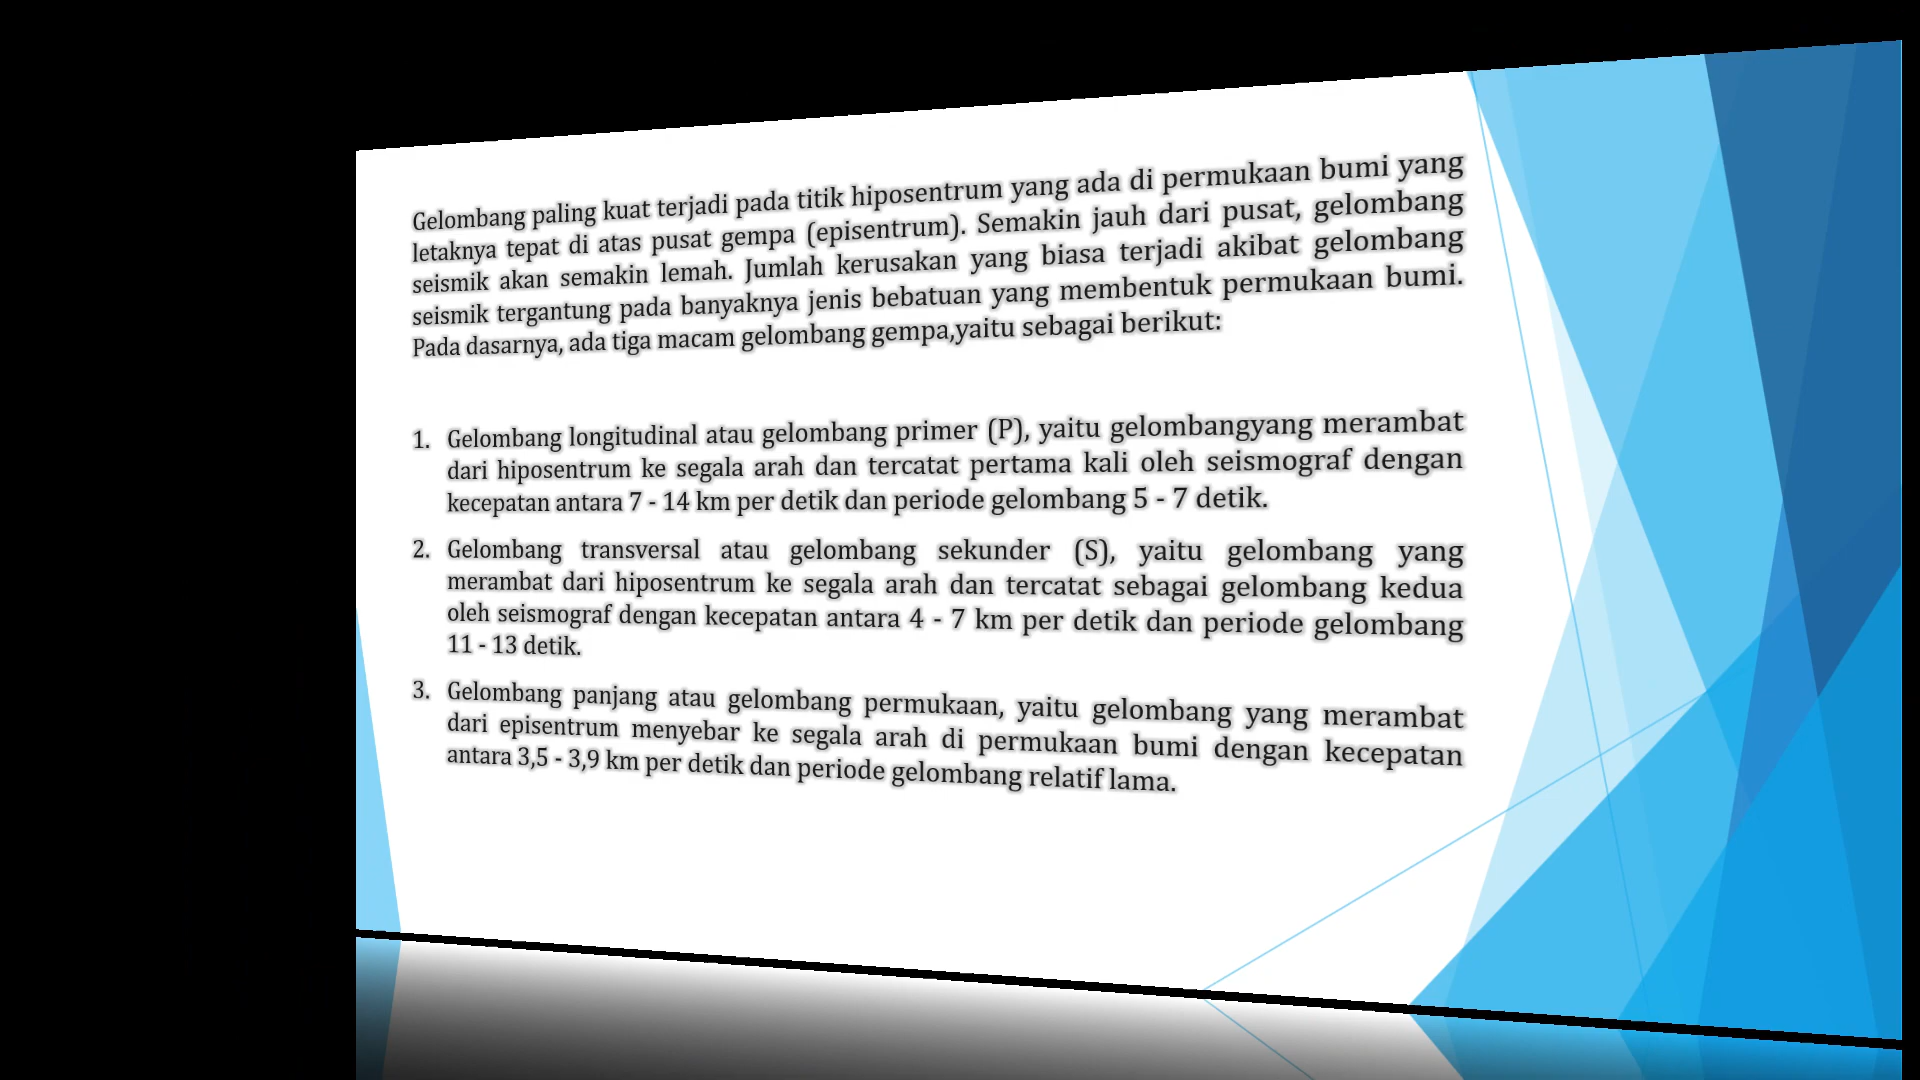 Gelombang paling kuat terjadi pada titik hiposentrum yang ada di permukaan bumi yang
letaknya tepat di atas pusat gempa (episentrum). Semakin jauh dari pusat, gelombang
seismik akan semakin lemah. Jumlah kerusakan yang biasa terjadi akibat gelombang
seismik tergantung pada banyaknya jenis bebatuan yang membentuk permukaan bumi.
Pada dasarnya, ada tiga macam gelombang gempa,yaitu sebagai berikut:
1. Gelombang longitudinal atau gelombang primer (P), yaitu gelombangyang merambat
dari hiposentrum ke segala arah dan tercatat pertama kali oleh seismograf dengan
kecepatan antara 7 - 14 km per detik dan periode gelombang 5 - 7 detik.
2. Gelombang transversal atau gelombang sekunder (S), yaitu gelombang yang
merambat dari hiposentrum ke segala arah dan tercatat sebagai gelombang kedua
oleh seismograf dengan kecepatan antara 4 - 7 km per detik dan periode gelombang
11 - 13 detik.
3. Gelombang panjang atau gelombang permukaan, yaitu gelombang yang merambat
dari episentrum menyebar ke segala arah di permukaan bumi dengan kecepatan
antara 3,5 - 3,9 km per detik dan periode gelombang relatif lama.